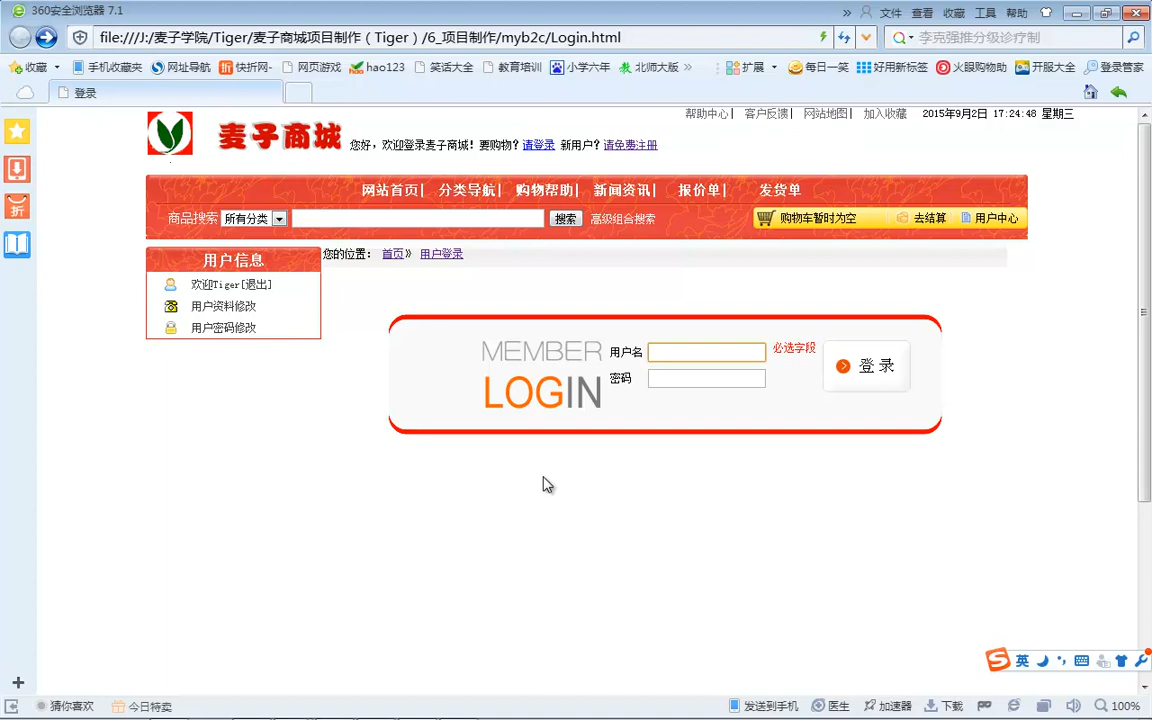 360安全浏览器 7.1
» 文件 查看 收藏 工具 帮助
file:///J:/麦子学院/Tiger/麦子商城项目制作（Tiger）/6_项目制作/myb2c/Login.html
李克强推分级诊疗制
收藏 手机收藏夹 网址导航 折 快折网- 网页游戏 hao123 笑话大全 教育培训 小学六年 北师大版 » 扩展 每日一笑 好用新标签 火眼购物助 开服大全 登录管家
登录
帮助中心| 客户反馈| 网站地图| 加入收藏 2015年9月2日 17:24:48 星期三
麦子商城 您好，欢迎登录麦子商城！要购物？请登录 新用户？请免费注册
网站首页| 分类导航| 购物帮助| 新闻资讯| 报价单| 发货单
商品搜索 所有分类 搜索 高级组合搜索 购物车暂时为空 去结算 用户中心
折
用户信息
您的位置： 首页》 用户登录
欢迎Tiger[退出]
用户资料修改
用户密码修改
MEMBER
LOGIN
用户名 必选字段
密码
登 录
英
猜你喜欢 今日特卖 发送到手机 医生 加速器 下载 100%